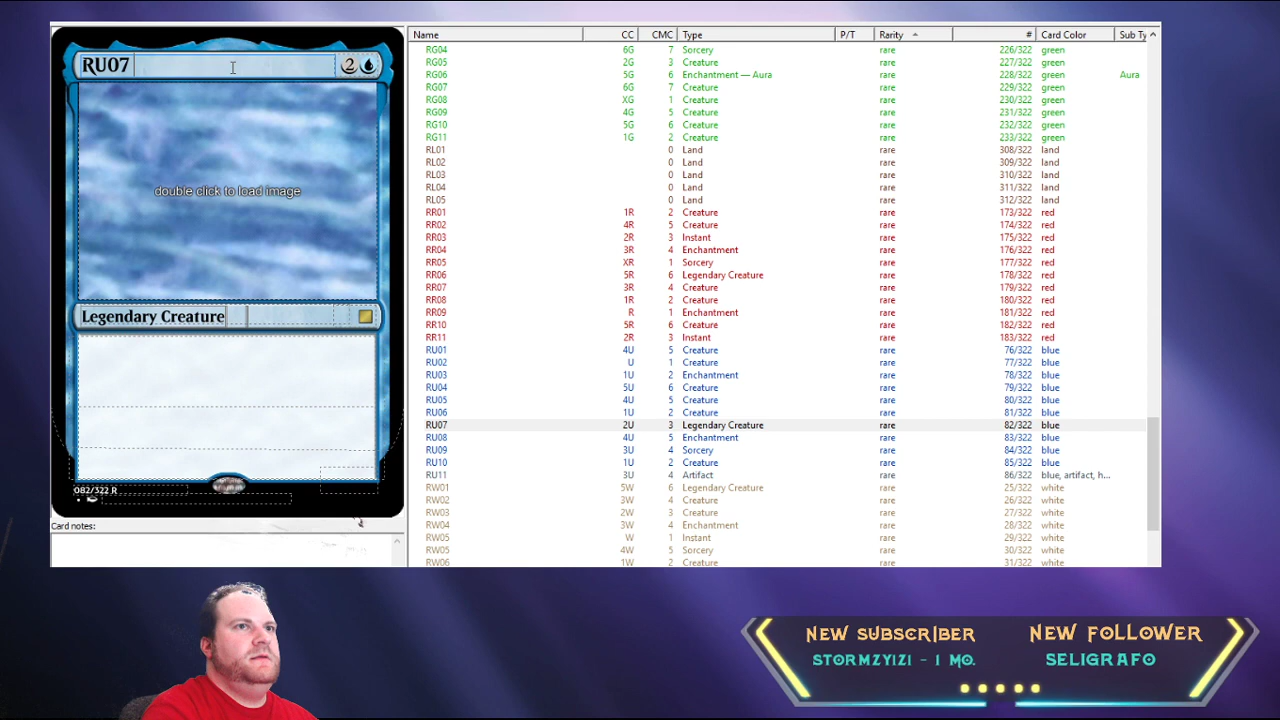 RU07 2
double click to load image
Legendary Creature
082/322 R
Card notes:
Name CC CMC Type P/T Rarity # Card Color Sub Ty
RG04 6G 7 Sorcery rare 226/322 green
RG05 2G 3 Creature rare 227/322 green
RG06 5G 6 Enchantment — Aura rare 228/322 green Aura
RG07 6G 7 Creature rare 229/322 green
RG08 XG 1 Creature rare 230/322 green
RG09 4G 5 Creature rare 231/322 green
RG10 5G 6 Creature rare 232/322 green
RG11 1G 2 Creature rare 233/322 green
RL01 0 Land rare 308/322 land
RL02 0 Land rare 309/322 land
RL03 0 Land rare 310/322 land
RL04 0 Land rare 311/322 land
RL05 0 Land rare 312/322 land
RR01 1R 2 Creature rare 173/322 red
RR02 4R 5 Creature rare 174/322 red
RR03 2R 3 Instant rare 175/322 red
RR04 3R 4 Enchantment rare 176/322 red
RR05 XR 1 Sorcery rare 177/322 red
RR06 5R 6 Legendary Creature rare 178/322 red
RR07 3R 4 Creature rare 179/322 red
RR08 1R 2 Creature rare 180/322 red
RR09 R 1 Enchantment rare 181/322 red
RR10 5R 6 Creature rare 182/322 red
RR11 2R 3 Instant rare 183/322 red
RU01 4U 5 Creature rare 76/322 blue
RU02 U 1 Creature rare 77/322 blue
RU03 1U 2 Enchantment rare 78/322 blue
RU04 5U 6 Creature rare 79/322 blue
RU05 4U 5 Creature rare 80/322 blue
RU06 1U 2 Creature rare 81/322 blue
RU07 2U 3 Legendary Creature rare 82/322 blue
RU08 4U 5 Enchantment rare 83/322 blue
RU09 3U 4 Sorcery rare 84/322 blue
RU10 1U 2 Creature rare 85/322 blue
RU11 3U 4 Artifact rare 86/322 blue, artifact, h...
RW01 5W 6 Legendary Creature rare 25/322 white
RW02 3W 4 Creature rare 26/322 white
RW03 2W 3 Creature rare 27/322 white
RW04 3W 4 Enchantment rare 28/322 white
RW05 W 1 Instant rare 29/322 white
RW05 4W 5 Sorcery rare 30/322 white
RW06 1W 2 Creature rare 31/322 white
NEW SUBSCRIBER
STORMZYIZI - 1 MO.
NEW FOLLOWER
SELIGRAFO